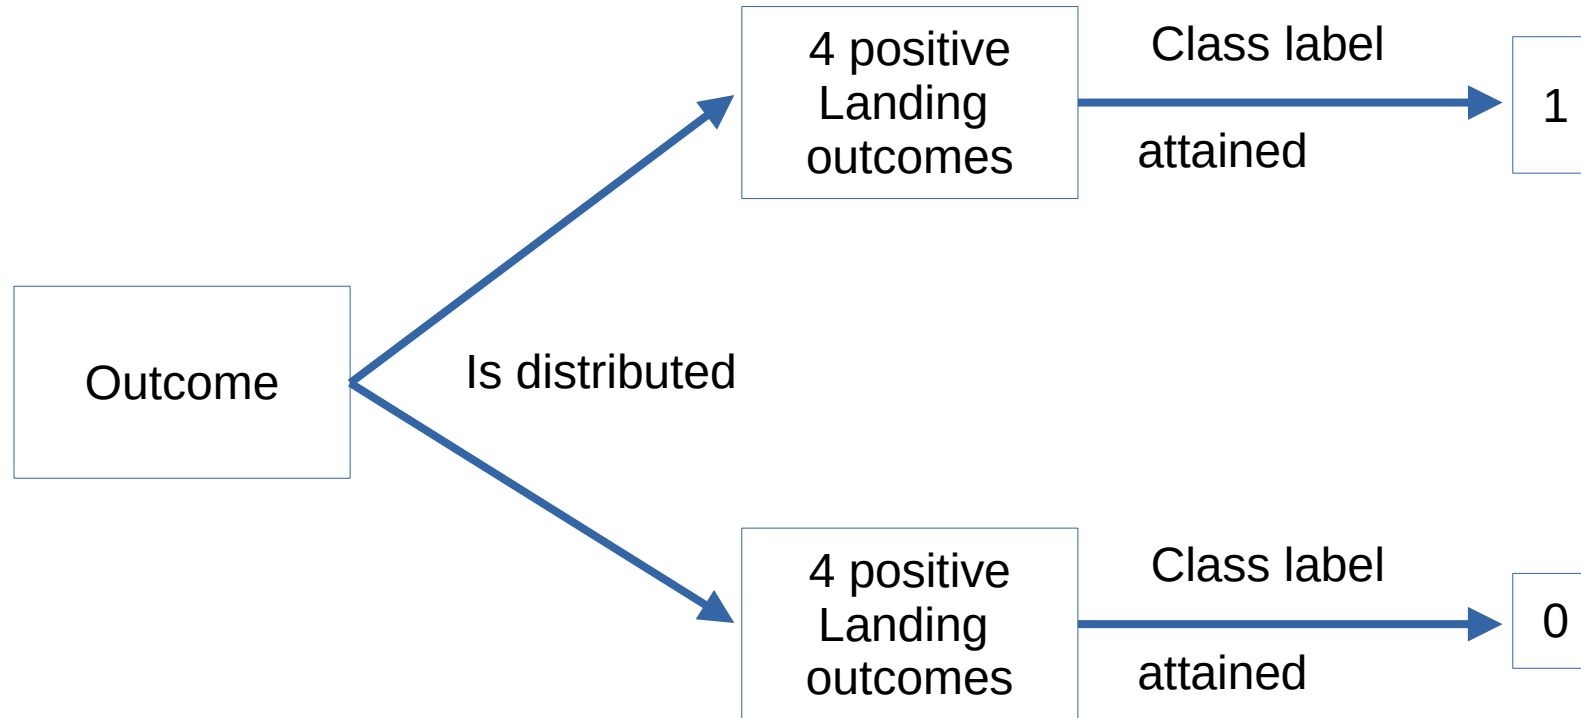 4 positive
Landing
outcomes
Class label
attained
1
Outcome
Is distributed
4 positive
Landing
outcomes
Class label
attained
0